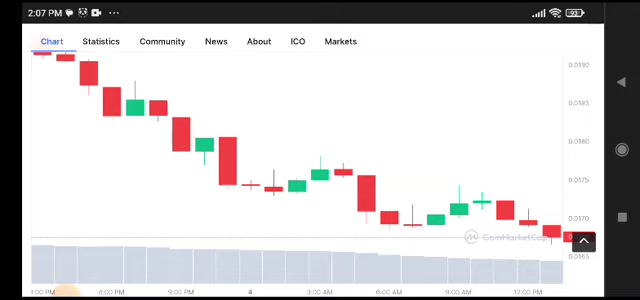 2:07 PM
93
Chart Statistics Community News About ICO Markets
0.0190
0.0185
0.0180
0.0175
0.0170
0.0165
CoinMarketCap
6:00 PM 9:00 PM 4 3:00 AM 6:00 AM 9:00 AM 12:00 PM